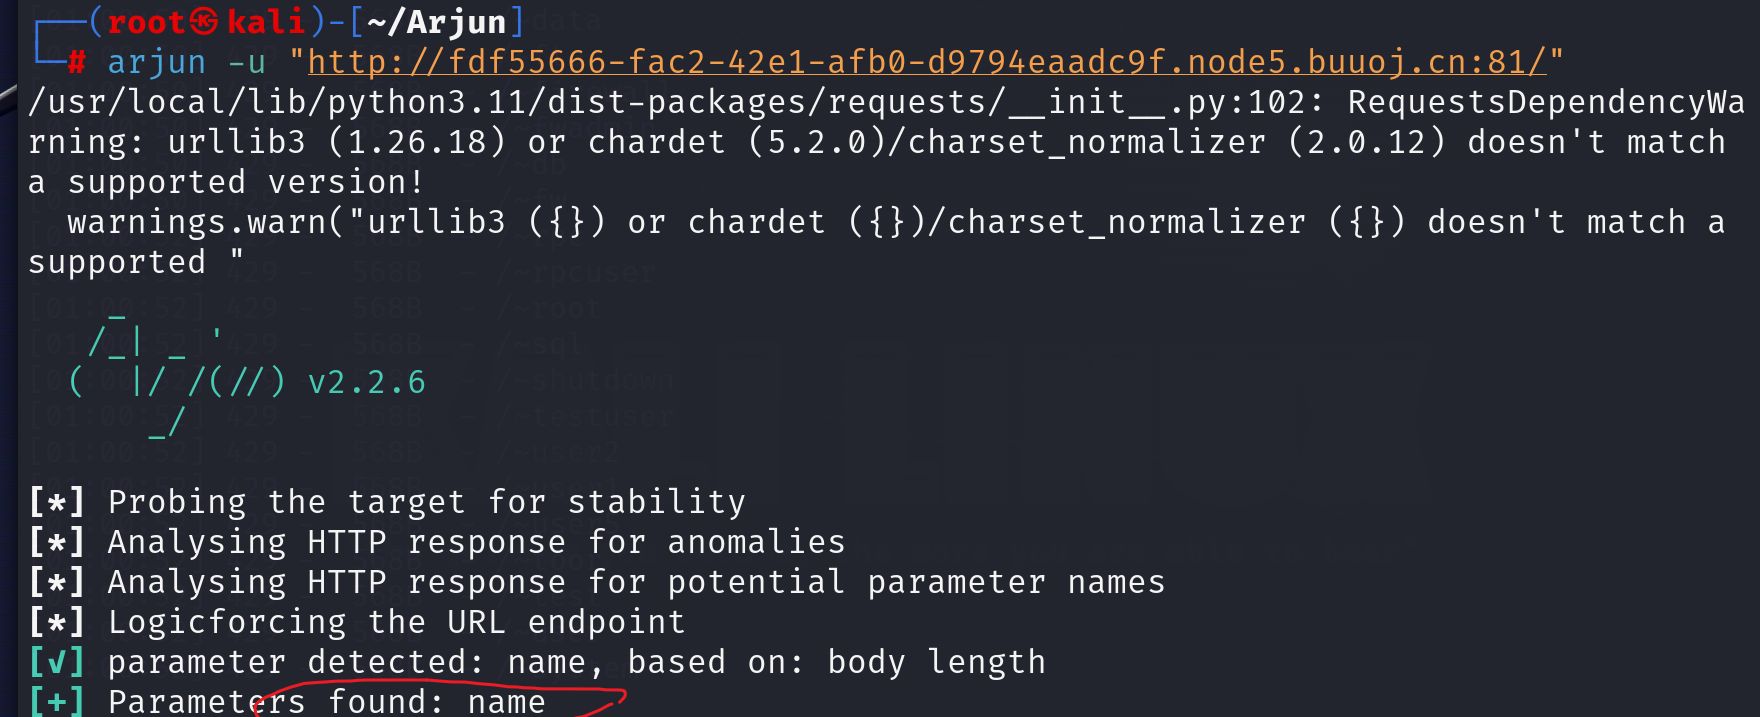 ┌──(root㉿kali)-[~/Arjun]
└─# arjun -u "http://fdf55666-fac2-42e1-afb0-d9794eaadc9f.node5.buuoj.cn:81/"
/usr/local/lib/python3.11/dist-packages/requests/__init__.py:102: RequestsDependencyWa
rning: urllib3 (1.26.18) or chardet (5.2.0)/charset_normalizer (2.0.12) doesn't match
a supported version!
  warnings.warn("urllib3 ({}) or chardet ({})/charset_normalizer ({}) doesn't match a
supported "
    _
   /_| _ '
  (  |/ /(//) v2.2.6
      _/
[*] Probing the target for stability
[*] Analysing HTTP response for anomalies
[*] Analysing HTTP response for potential parameter names
[*] Logicforcing the URL endpoint
[√] parameter detected: name, based on: body length
[+] Parameters found: name